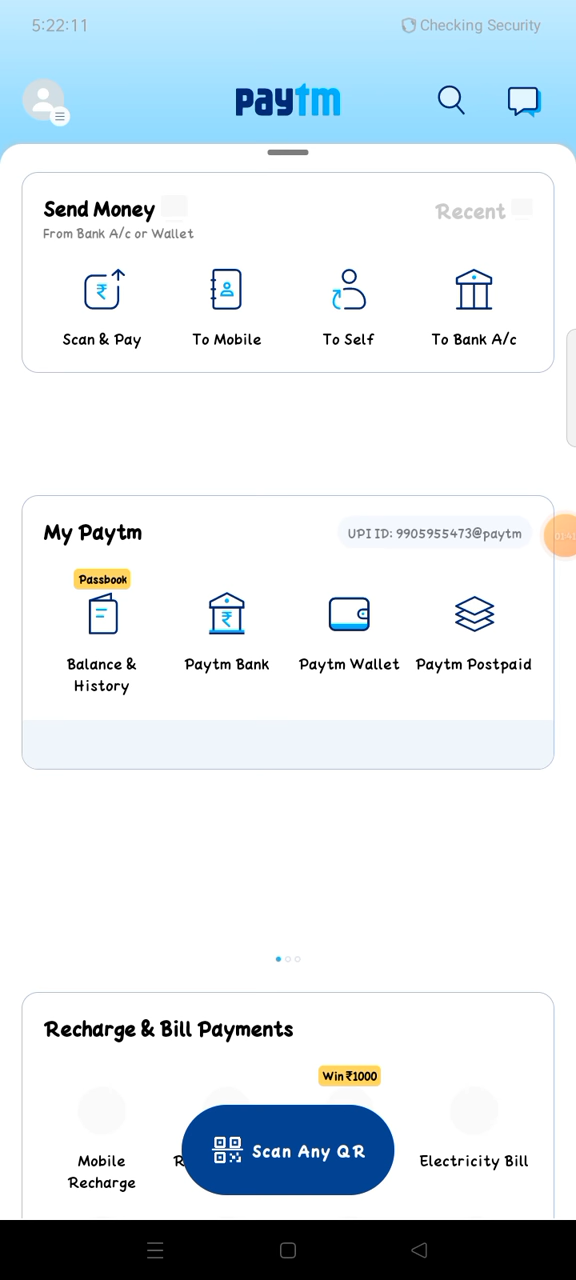 5:22:11
Checking Security
paytm
Send Money
Recent
From Bank A/c or Wallet
Scan & Pay
To Mobile
To Self
To Bank A/c
My Paytm
UPI ID: 9905955473@paytm
Passbook
Balance &
History
Paytm Bank
Paytm Wallet
Paytm Postpaid
Recharge & Bill Payments
Win ₹1000
Mobile
Recharge
Electricity Bill
Scan Any QR